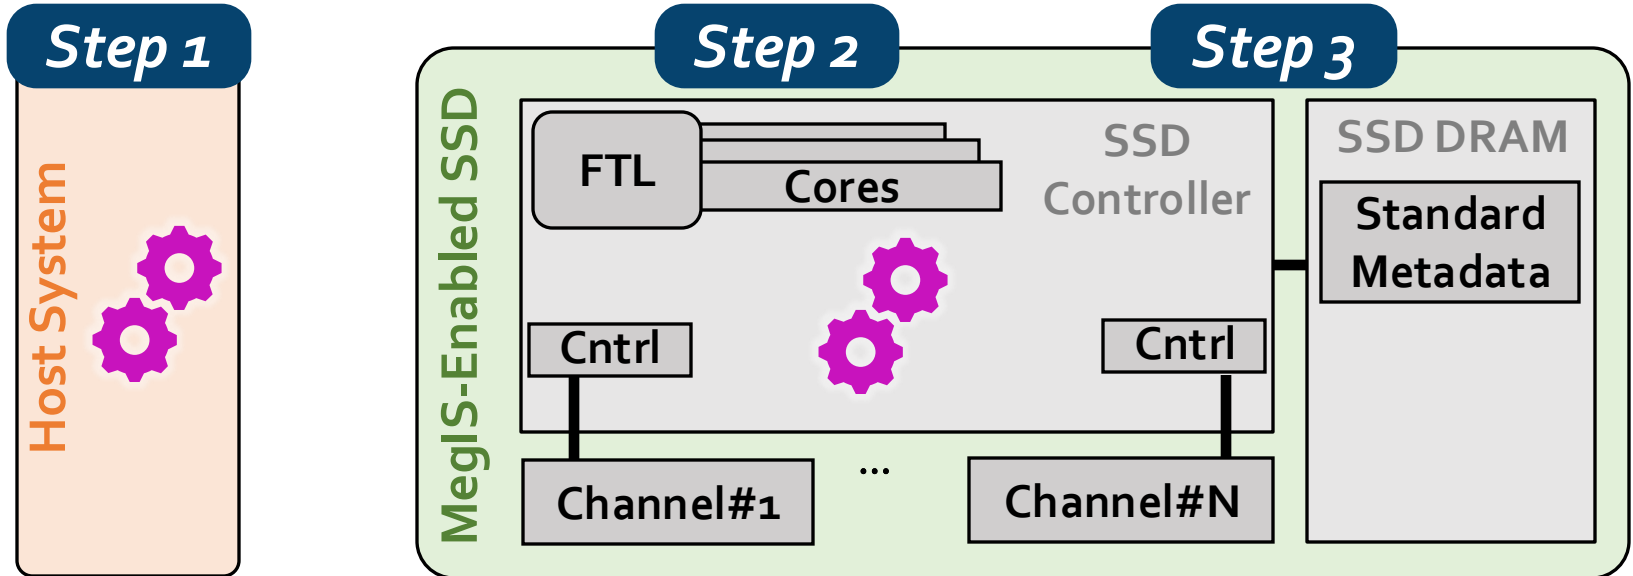 Step 1
Step 2
Step 3
Host System
MegIS-Enabled SSD
FTL
Cores
SSD
Controller
SSD DRAM
Standard
Metadata
Cntrl
Cntrl
Channel#1
...
Channel#N